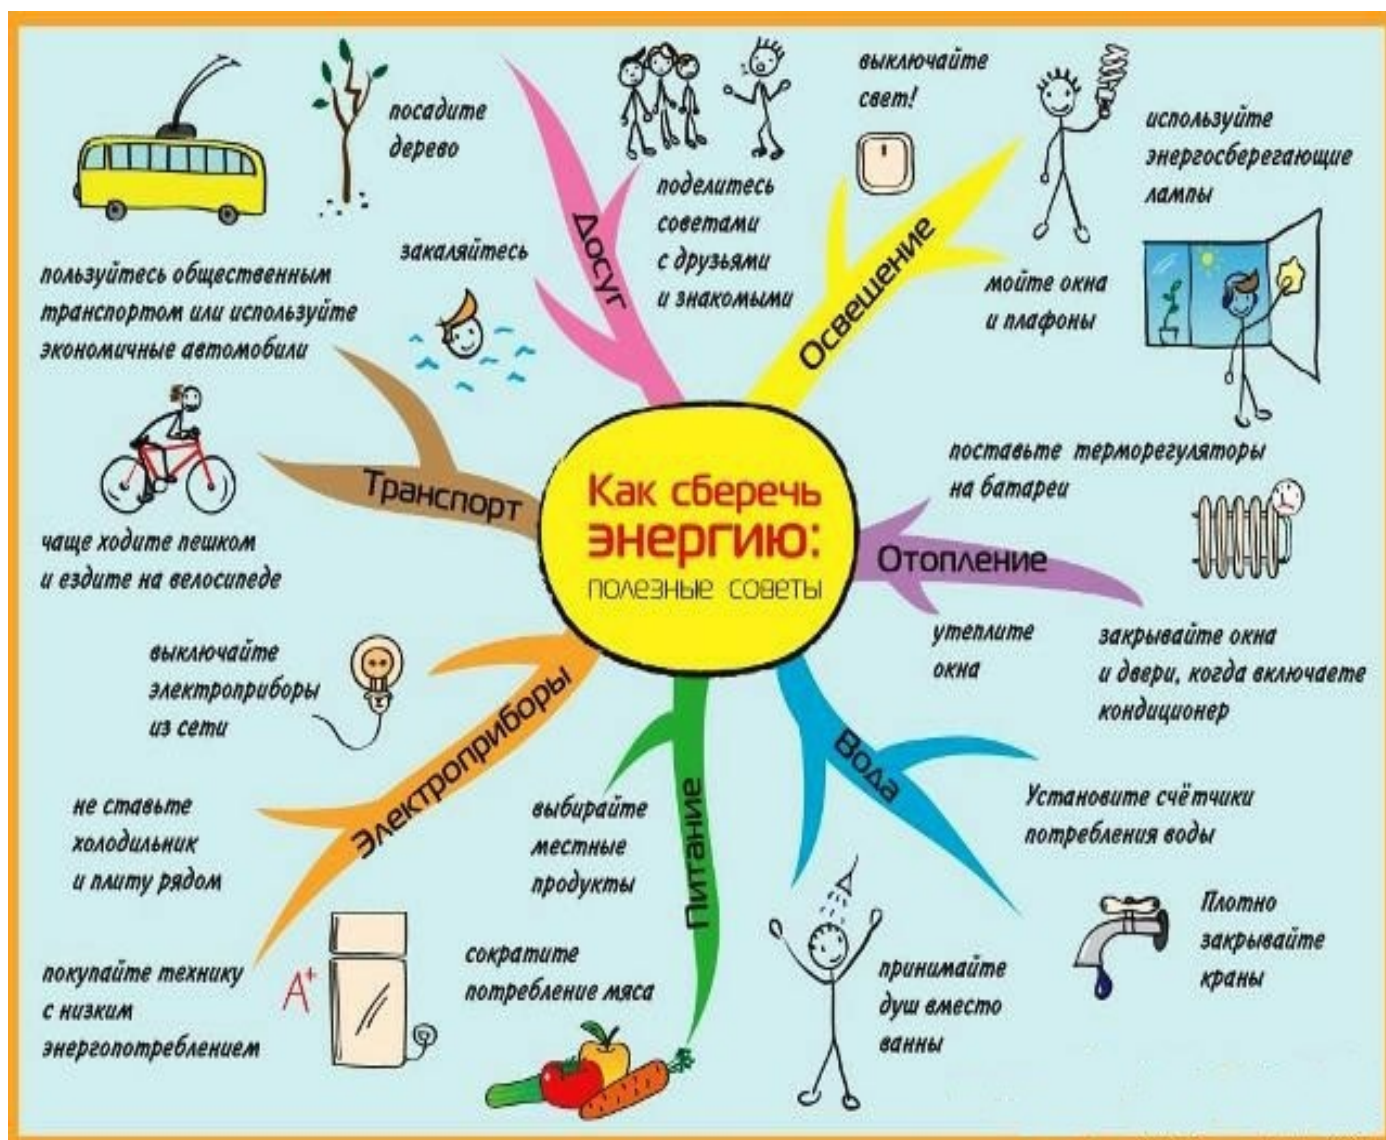 Как сберечь
энергию:
полезные советы
Досуг
посадите
дерево
закаляйтесь
поделитесь
советами
с друзьями
и знакомыми
Освещение
выключайте
свет!
используйте
энергосберегающие
лампы
мойте окна
и плафоны
Отопление
поставьте терморегуляторы
на батареи
утеплите
окна
закрывайте окна
и двери, когда включаете
кондиционер
Вода
Установите счётчики
потребления воды
Плотно
закрывайте
краны
принимайте
душ вместо
ванны
Питание
выбирайте
местные
продукты
сократите
потребление мяса
Электроприборы
выключайте
электроприборы
из сети
не ставьте
холодильник
и плиту рядом
покупайте технику
с низким
энергопотреблением
A+
Транспорт
пользуйтесь общественным
транспортом или используйте
экономичные автомобили
чаще ходите пешком
и ездите на велосипеде